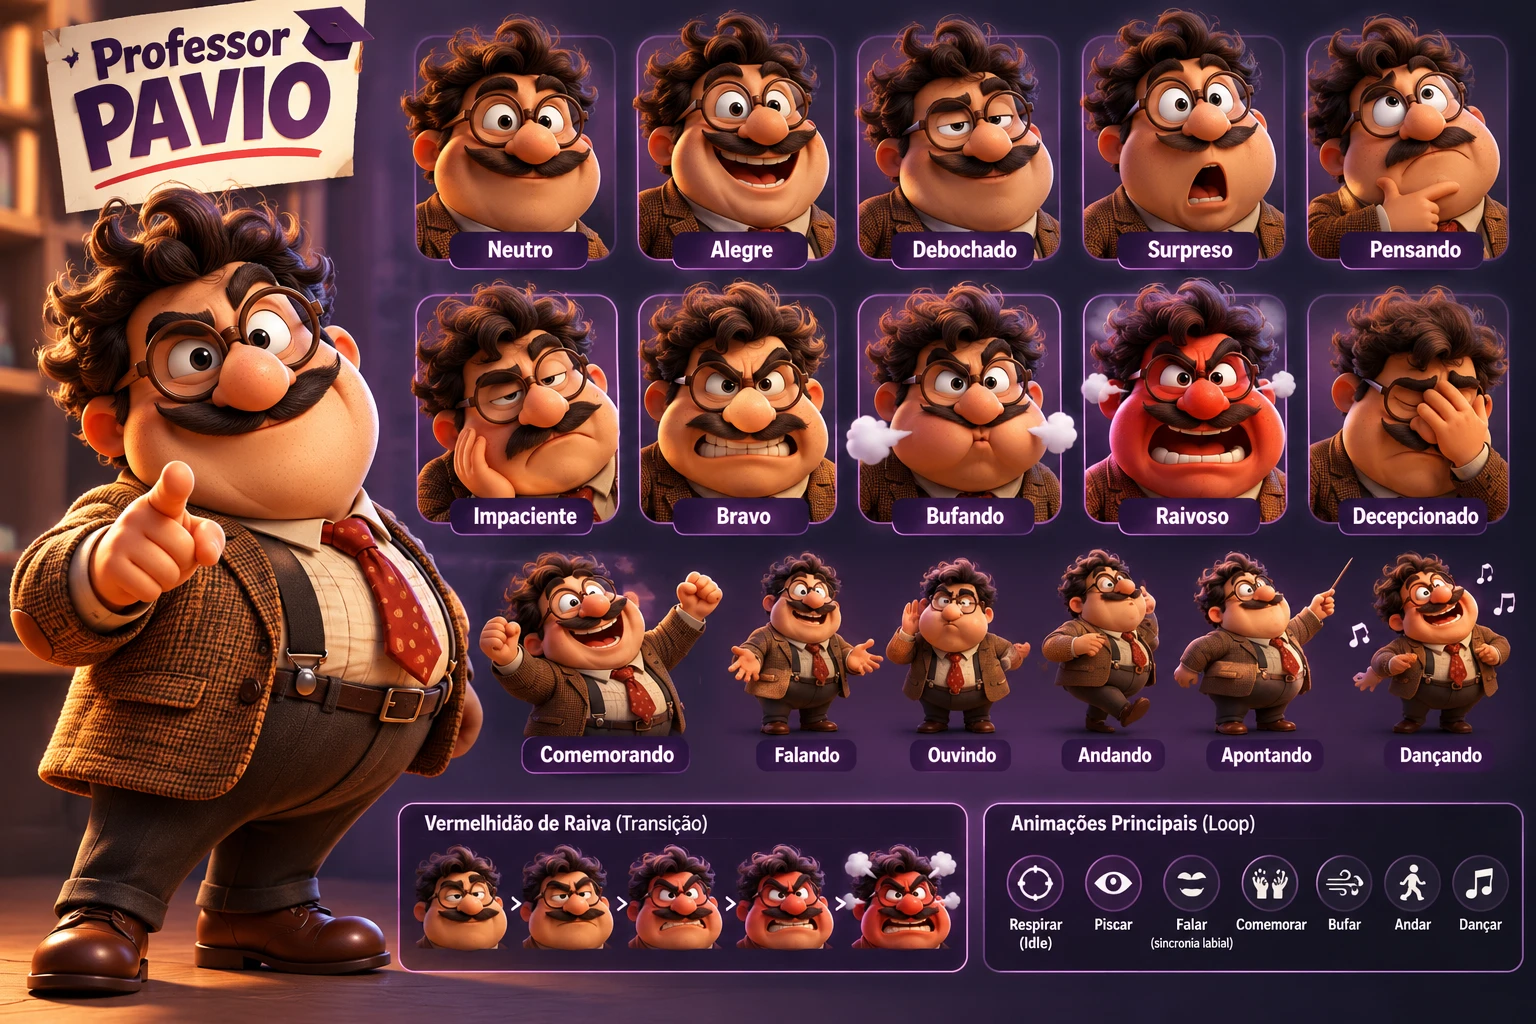 Professor
PAVIO
Neutro
Alegre
Debochado
Surpreso
Pensando
Impaciente
Bravo
Bufando
Raivoso
Decepcionado
Comemorando
Falando
Ouvindo
Andando
Apontando
Dançando
Vermelhidão de Raiva (Transição)
> > > >
Animações Principais (Loop)
Respirar
(Idle)
Piscar
Falar
(sincronia labial)
Comemorar
Bufar
Andar
Dançar